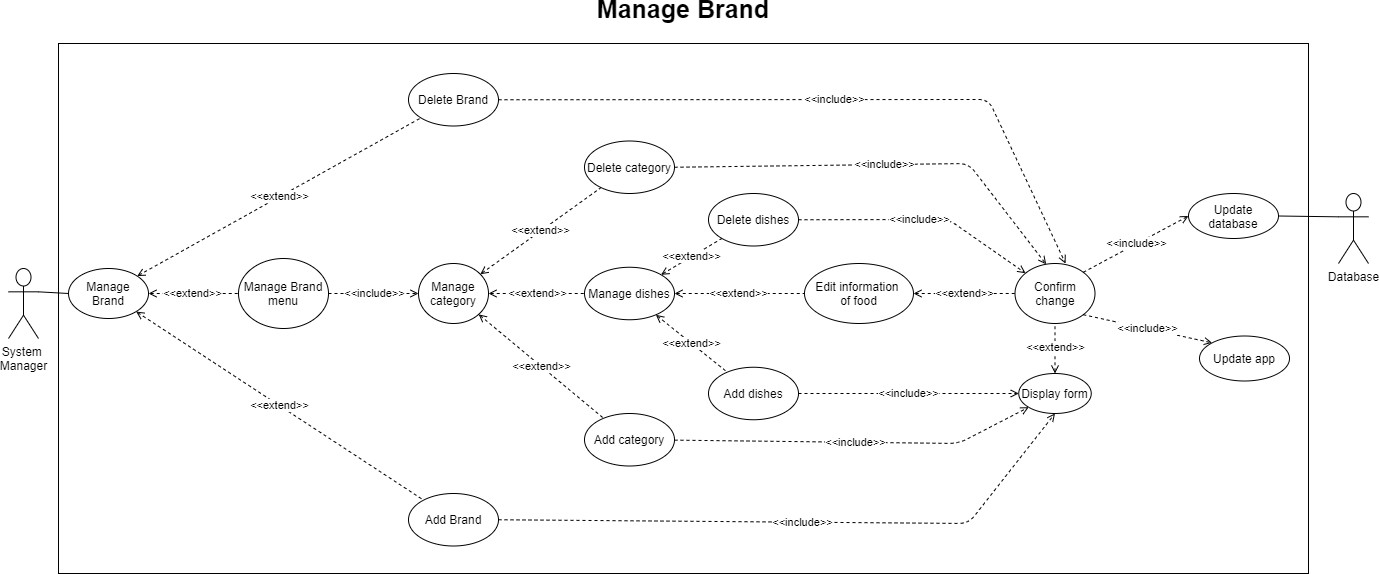 Manage Brand
Delete Brand
<<include>>
Delete category
<<include>>
<<extend>>
Delete dishes
<<include>>
Update
database
<<extend>>
<<include>>
<<extend>>
Database
Manage
Brand
<<extend>>
Manage Brand
menu
<<include>>
Manage
category
<<extend>>
Manage dishes
<<extend>>
Edit information
of food
<<extend>>
Confirm
change
<<include>>
System
Manager
<<extend>>
<<extend>>
Update app
<<extend>>
Add dishes
<<include>>
Display form
<<extend>>
Add category
<<include>>
Add Brand
<<include>>